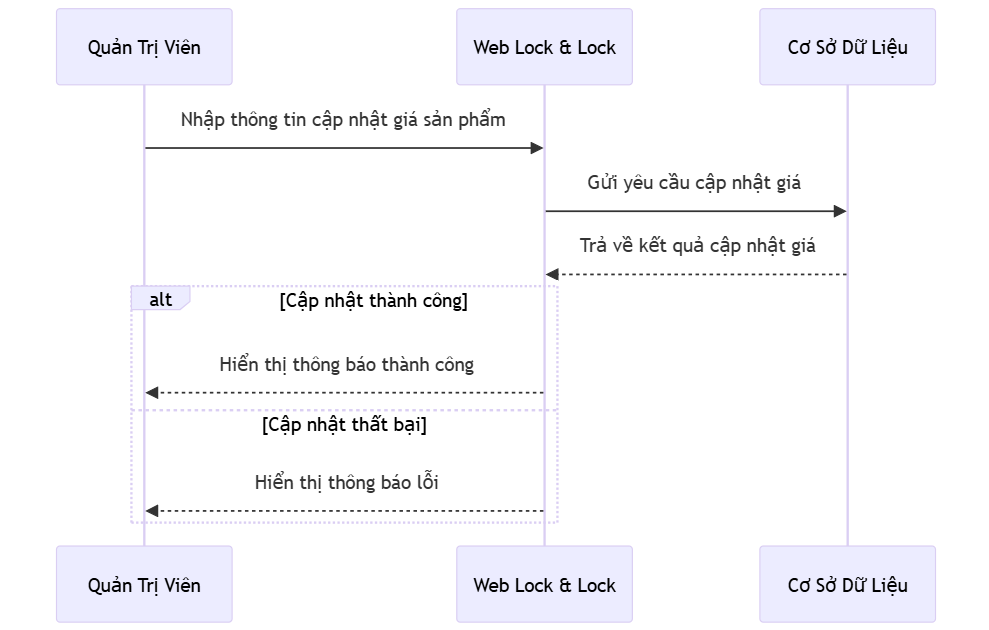 Quản Trị Viên
Web Lock & Lock
Cơ Sở Dữ Liệu
Nhập thông tin cập nhật giá sản phẩm
Gửi yêu cầu cập nhật giá
Trả về kết quả cập nhật giá
alt
[Cập nhật thành công]
Hiển thị thông báo thành công
[Cập nhật thất bại]
Hiển thị thông báo lỗi
Quản Trị Viên
Web Lock & Lock
Cơ Sở Dữ Liệu